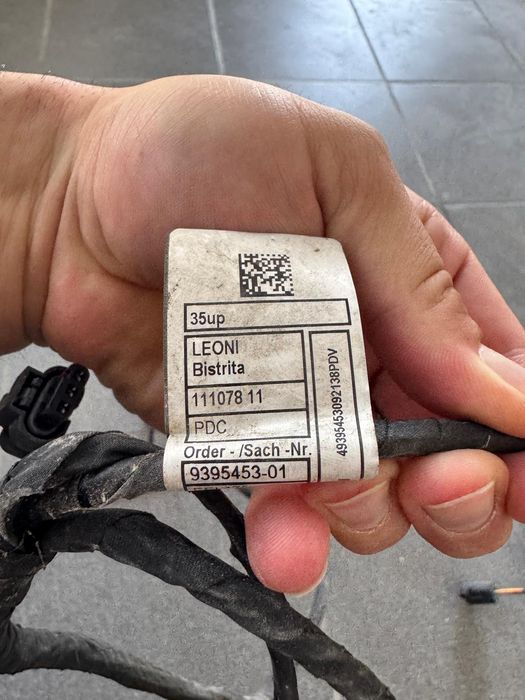 35up
LEONI
Bistrita
111078 11
PDC
Order - /Sach -Nr.
9395453-01
49395453092138PDV